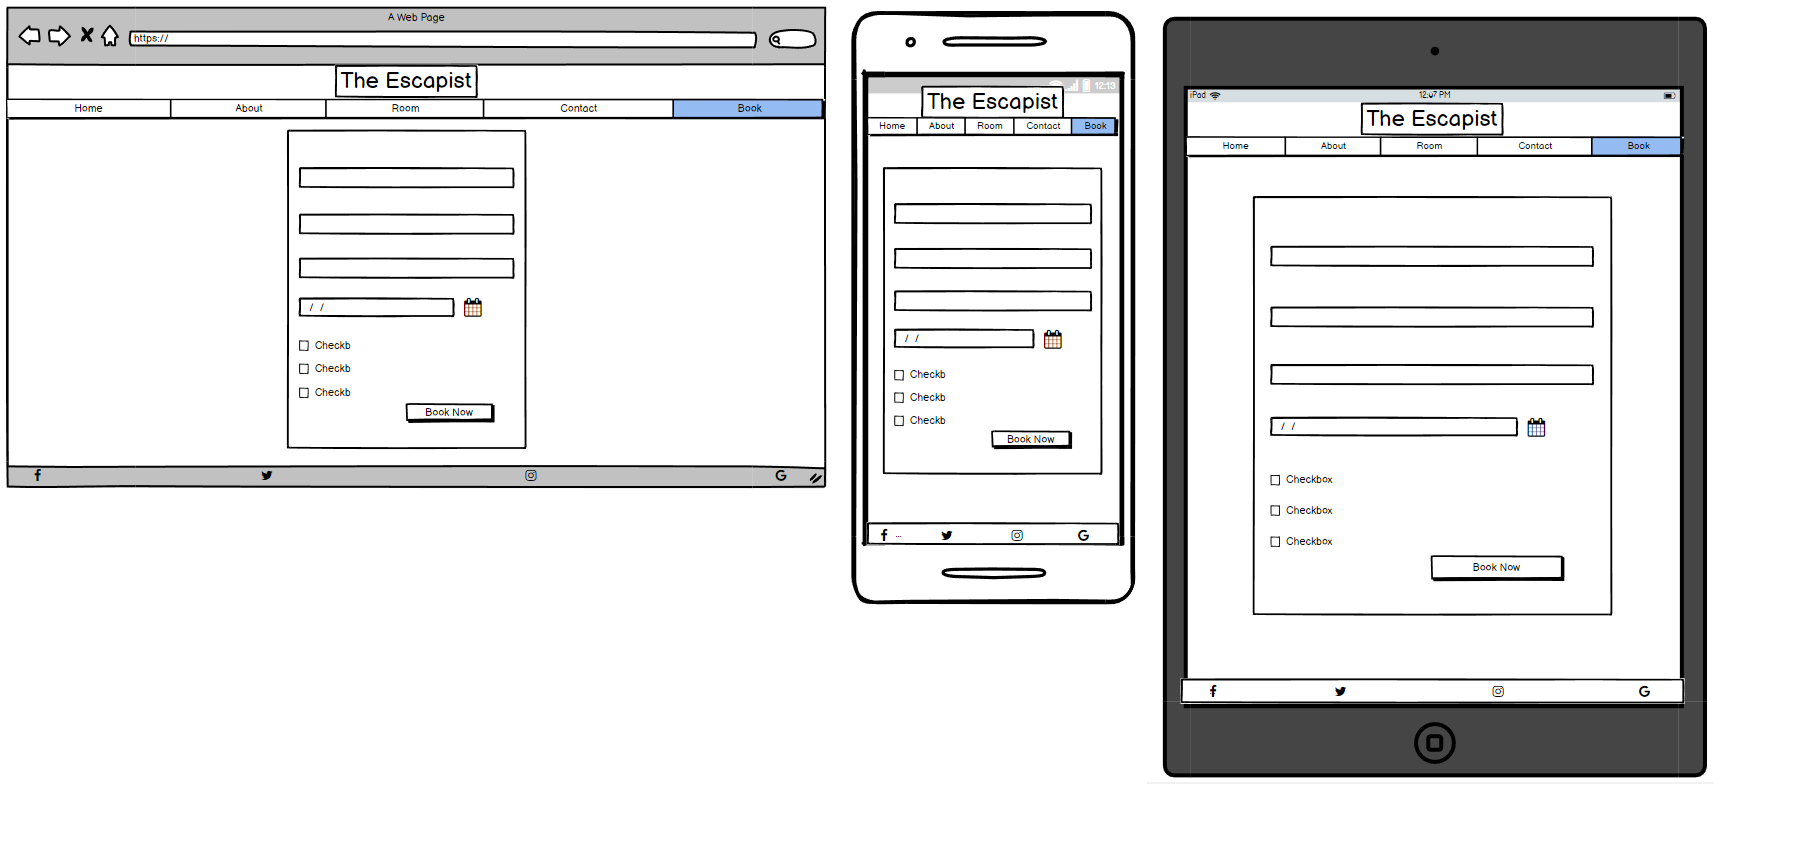 A Web Page
https://
The Escapist
Home About Room Contact Book
/ /
Checkb
Checkb
Checkb
Book Now
12:13
The Escapist
Home About Room Contact Book
/ /
Checkb
Checkb
Checkb
Book Now
...
iPad 12:07 PM
The Escapist
Home About Room Contact Book
/ /
Checkbox
Checkbox
Checkbox
Book Now